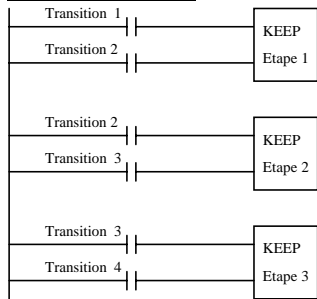 Transition 1
KEEP
Transition 2
Etape 1
Transition 2
KEEP
Transition 3
Etape 2
Transition 3
KEEP
Transition 4
Etape 3